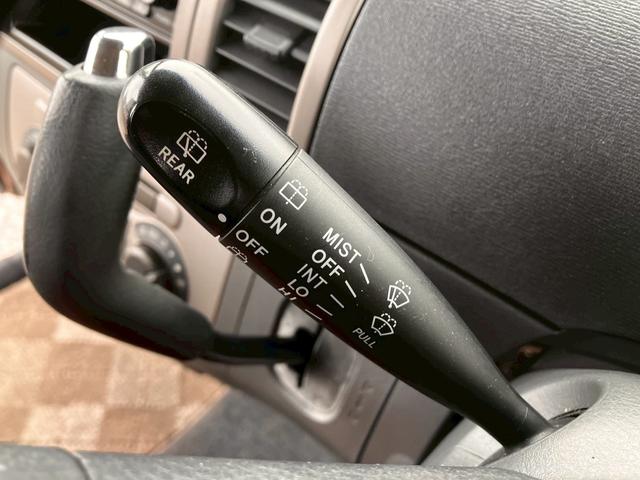 REAR
ON
OFF
MIST
OFF
INT
LO
HI
PULL